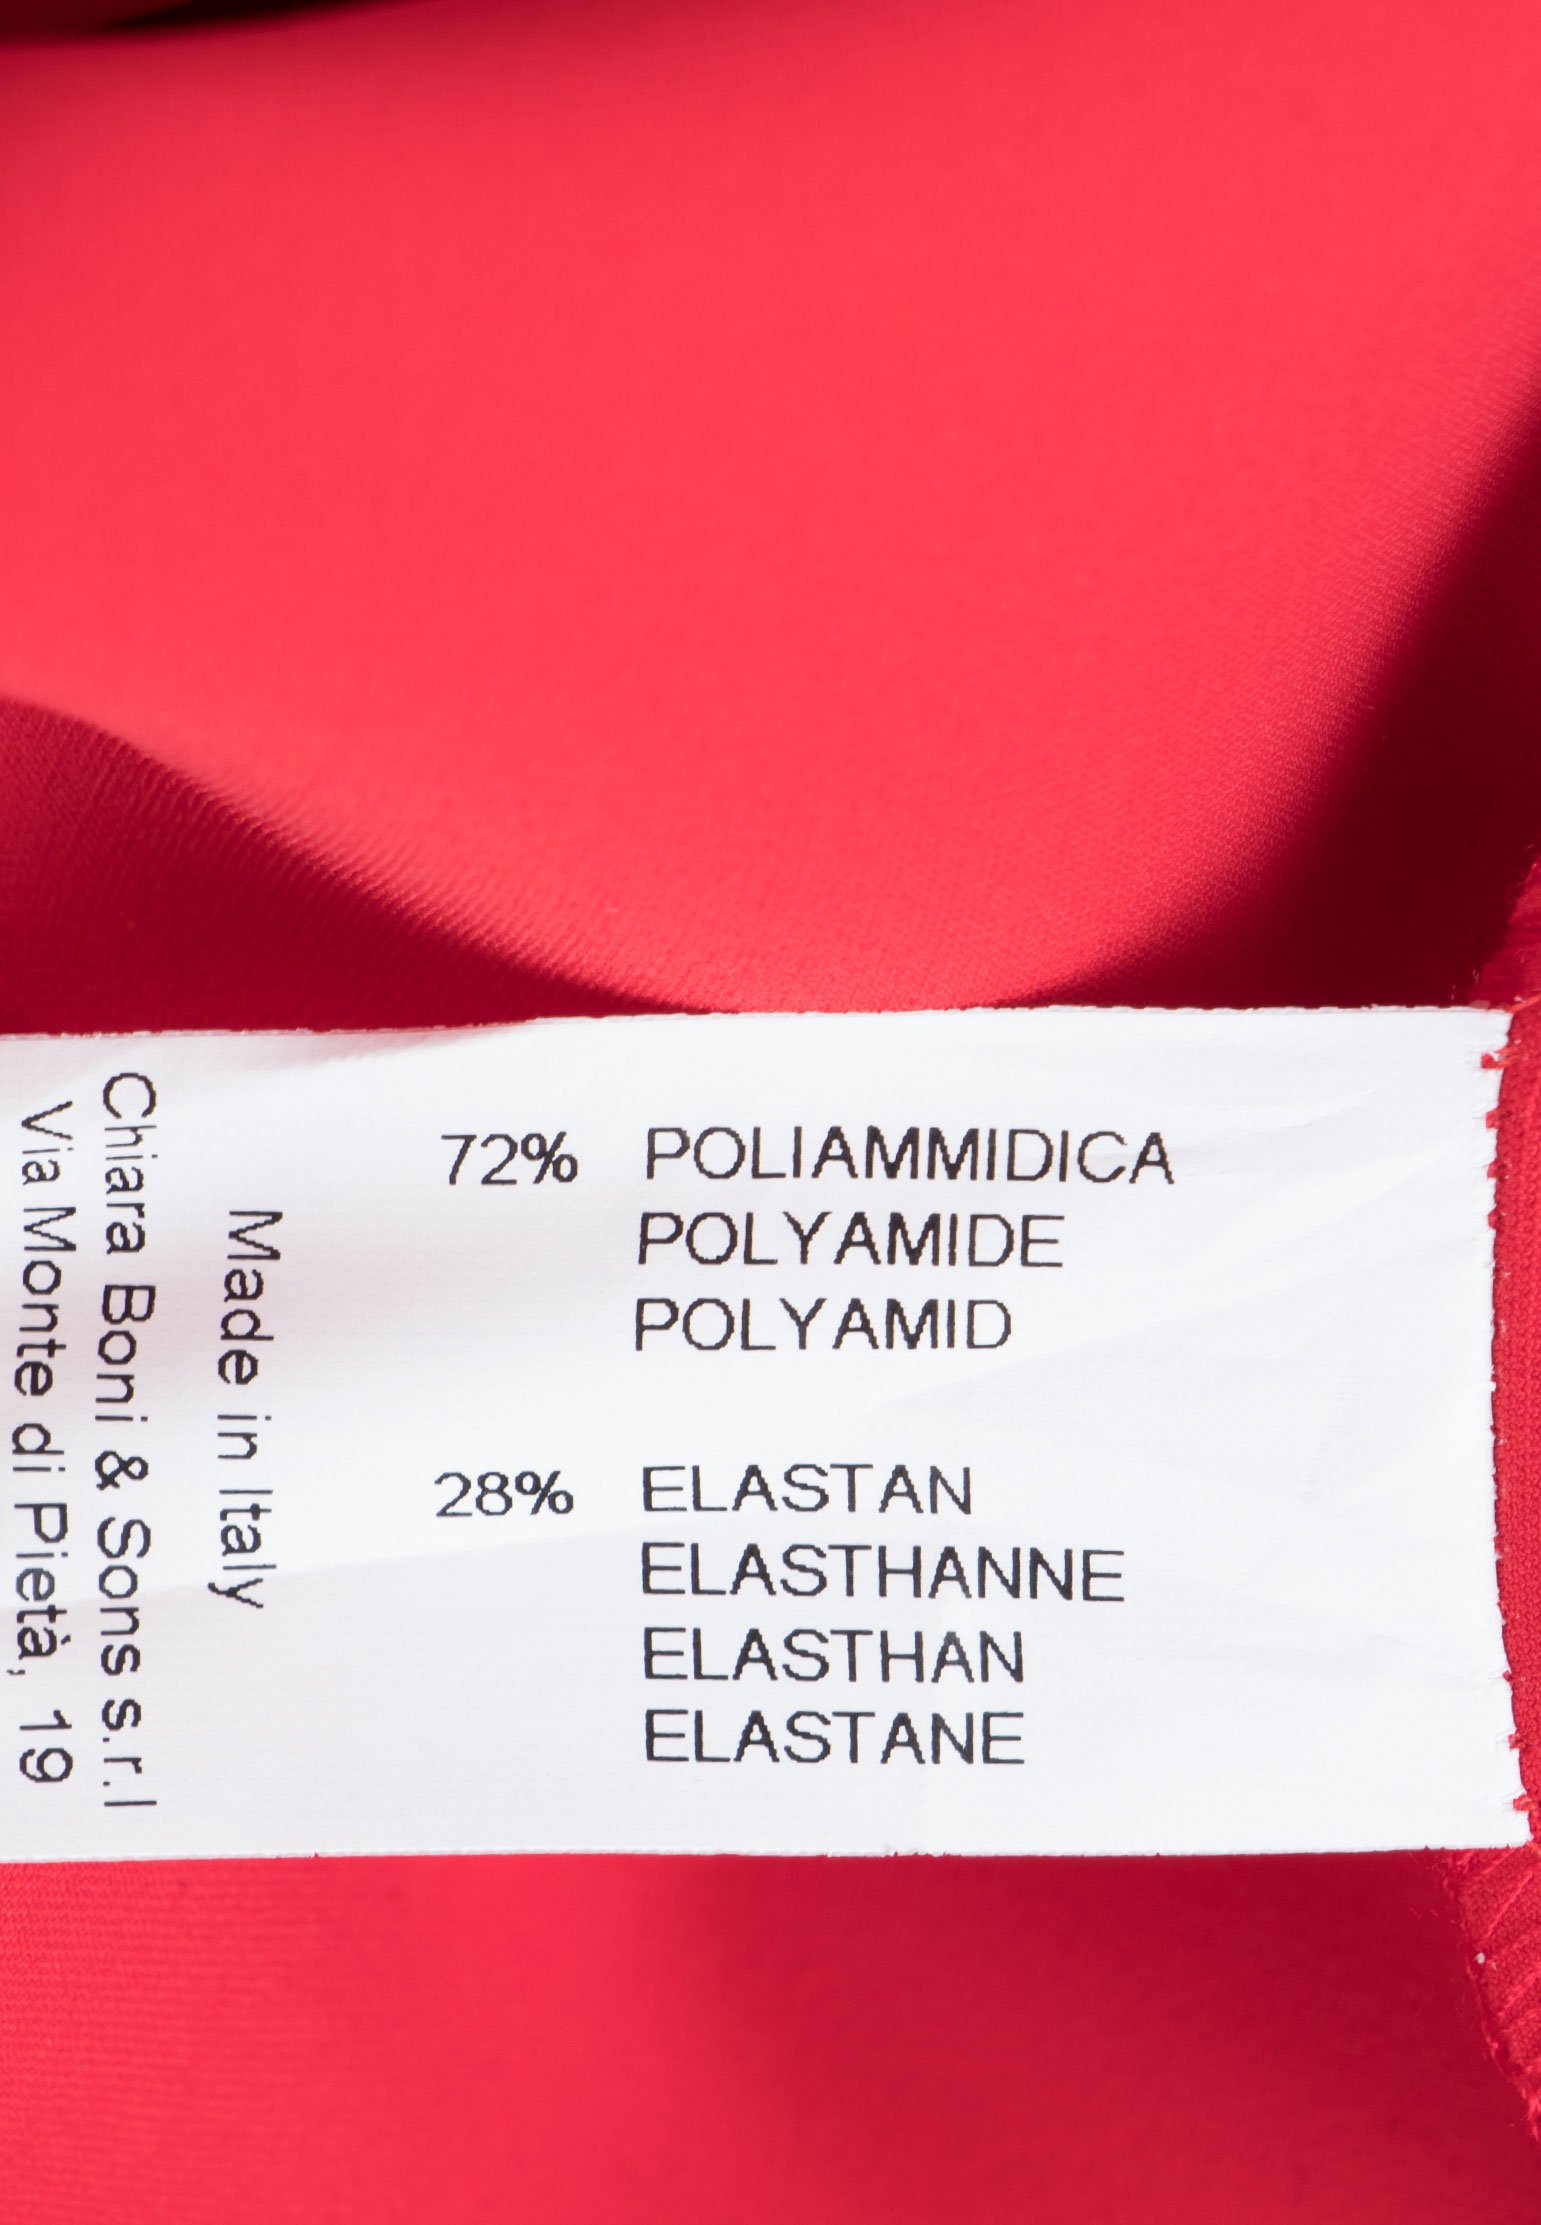 72% POLIAMMIDICA
POLYAMIDE
POLYAMID
28% ELASTAN
ELASTHANNE
ELASTHAN
ELASTANE
Made in Italy
Chiara Boni & Sons s.r.l
Via Monte di Pietà, 19